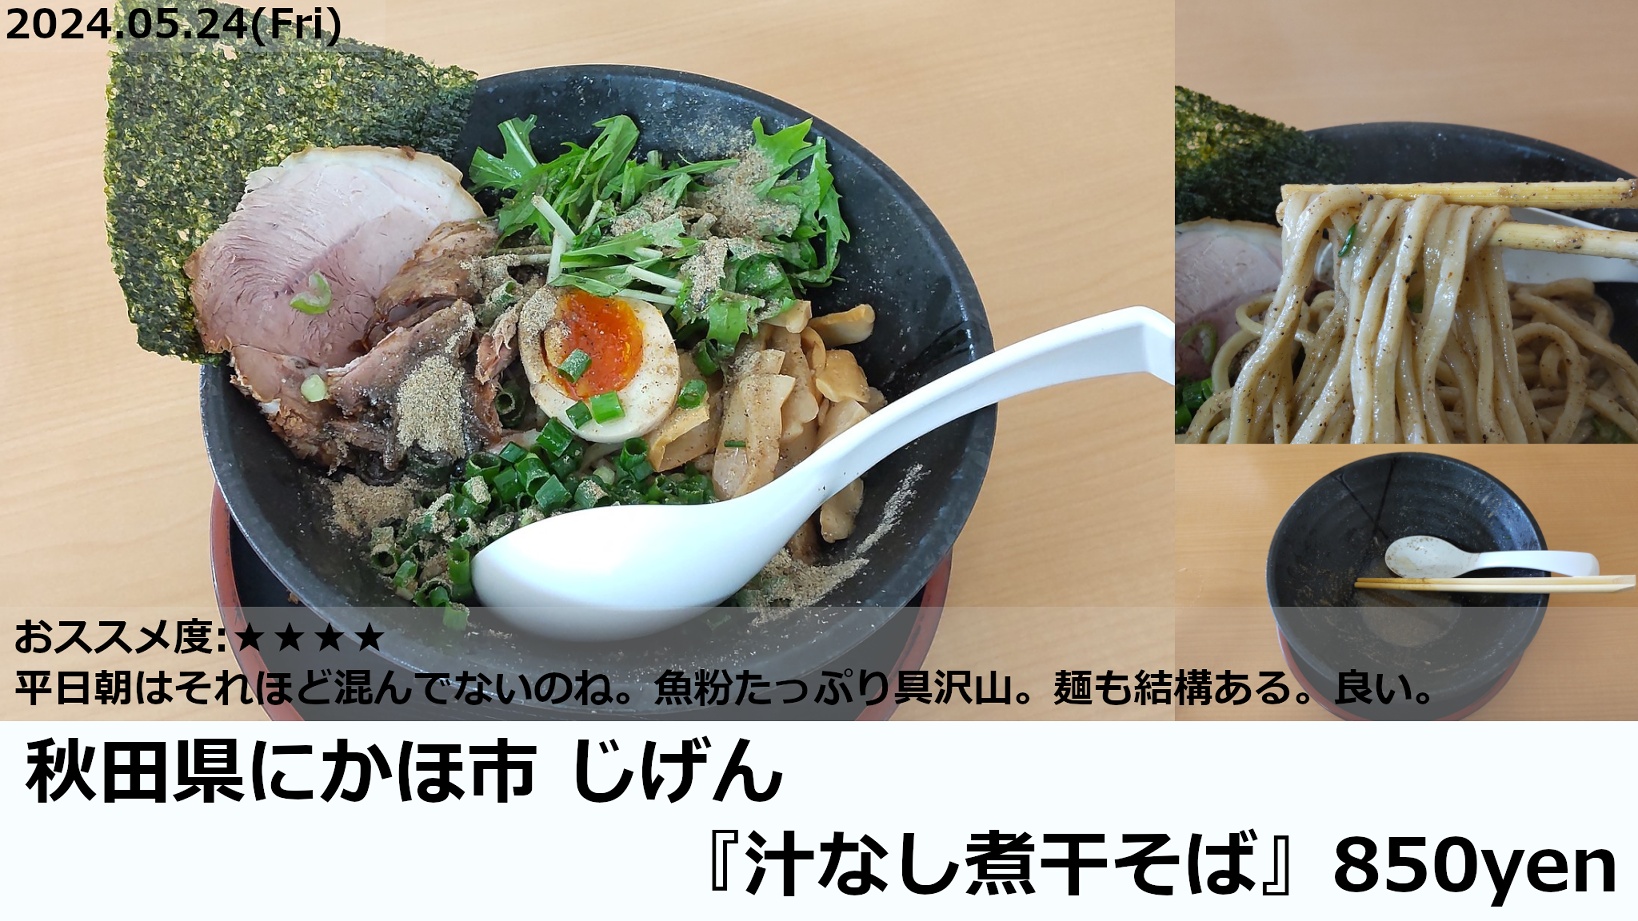 2024.05.24(Fri)
おススメ度:★★★★
平日朝はそれほど混んでないのね。魚粉たっぷり具沢山。麺も結構ある。良い。
秋田県にかほ市 じげん
『汁なし煮干そば』850yen